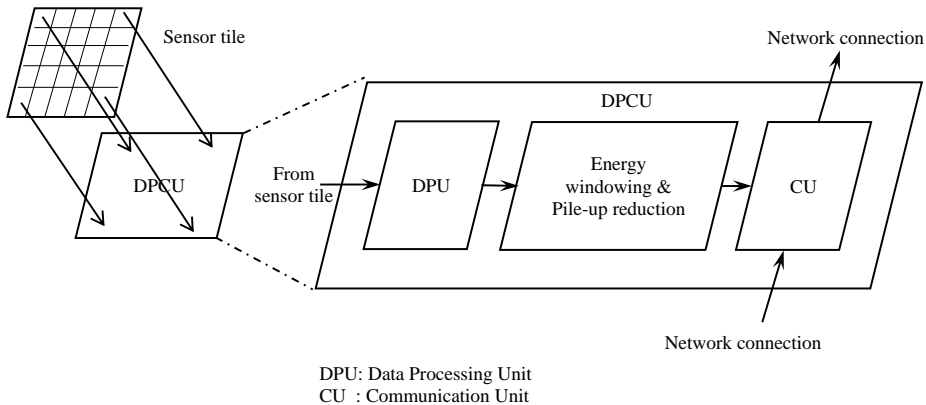 Sensor tile
Network connection
DPCU
DPCU
From
sensor tile
DPU
Energy
windowing &
Pile-up reduction
CU
Network connection
DPU: Data Processing Unit
CU : Communication Unit